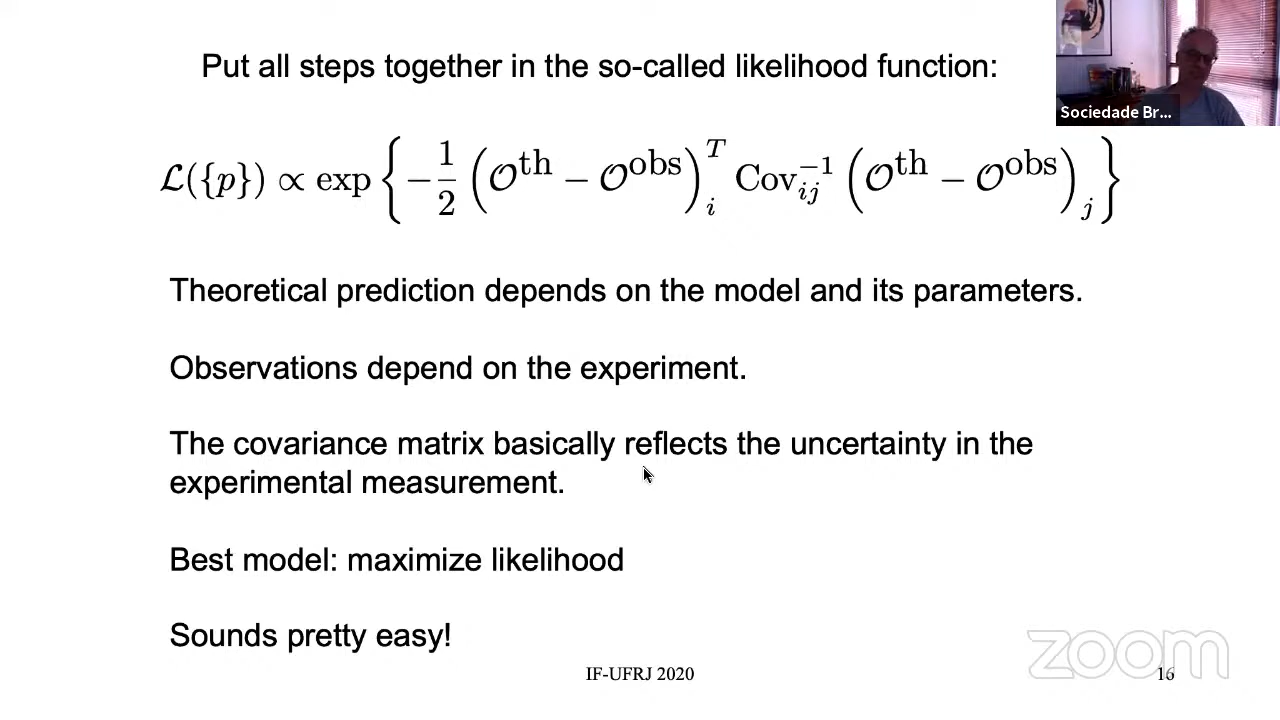 Put all steps together in the so-called likelihood function:
Sociedade Br...
ℒ({p}) ∝ exp{−1/2 (𝒪^th − 𝒪^obs)_i^T Cov_ij^−1 (𝒪^th − 𝒪^obs)_j}
Theoretical prediction depends on the model and its parameters.
Observations depend on the experiment.
The covariance matrix basically reflects the uncertainty in the
experimental measurement.
Best model: maximize likelihood
Sounds pretty easy!
zoom
IF-UFRJ 2020
16